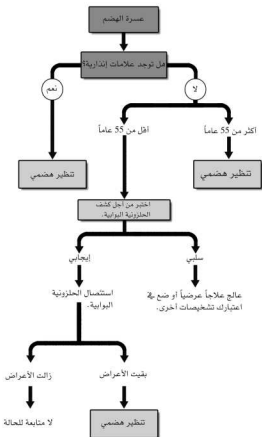 عسرة الهضم
هل توجد علامات إنذارية؟
لا
نعم
أكثر من 55 عاماً
أقل من 55 عاماً
تنظير هضمي
تنظير هضمي
اختبر من أجل كشف
الحلزونية البوابية.
سلبي
إيجابي
عالج علاجاً عرضياً أو ضع في
اعتبارك تشخيصات أخرى.
استئصال الحلزونية
البوابية.
بقيت الأعراض
زالت الأعراض
تنظير هضمي
لا متابعة للحالة